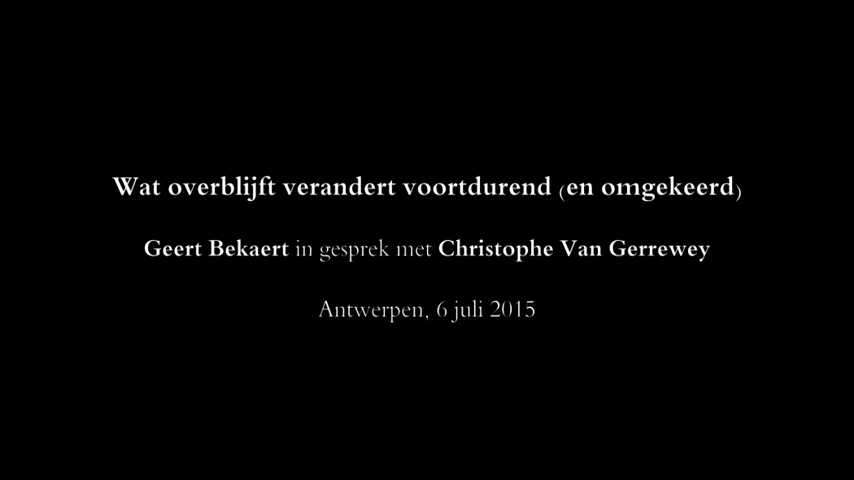 Wat overblijft verandert voortdurend (en omgekeerd)
Geert Bekaert in gesprek met Christophe Van Gerrewey
Antwerpen, 6 juli 2015